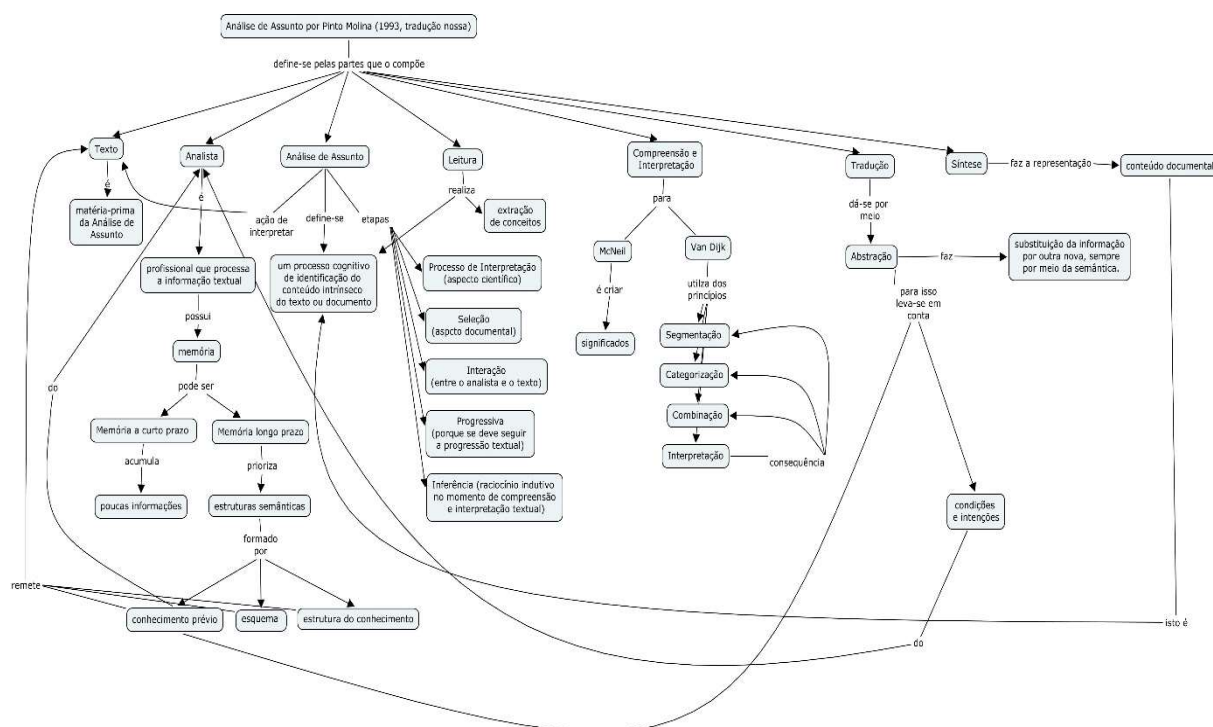 Análise de Assunto por Pinto Molina (1993, tradução nossa)
define-se pelas partes que o compõe
Texto
Analista
Análise de Assunto
Leitura
Compreensão e
Interpretação
Tradução
Síntese
faz a representação
conteúdo documental
é
matéria-prima
da Análise de
Assunto
é
profissional que processa
a informação textual
possui
memória
pode ser
Memória a curto prazo
acumula
poucas informações
Memória longo prazo
prioriza
estruturas semânticas
formado
por
conhecimento prévio
esquema
estrutura do conhecimento
remete
do
ação de
interpretar
define-se
um processo cognitivo
de identificação do
conteúdo intrínseco
do texto ou documento
etapas
Processo de Interpretação
(aspecto científico)
Seleção
(aspcto documental)
Interação
(entre o analista e o texto)
Progressiva
(porque se deve seguir
a progressão textual)
Inferência (raciocínio indutivo
no momento de compreensão
e interpretação textual)
realiza
extração
de conceitos
para
McNeil
é criar
significados
Van Dijk
utilza dos
princípios
Segmentação
Categorização
Combinação
Interpretação
consequência
dá-se por
meio
Abstração
faz
substituição da informação
por outra nova, sempre
por meio da semântica.
para isso
leva-se em
conta
condições
e intenções
do
isto é